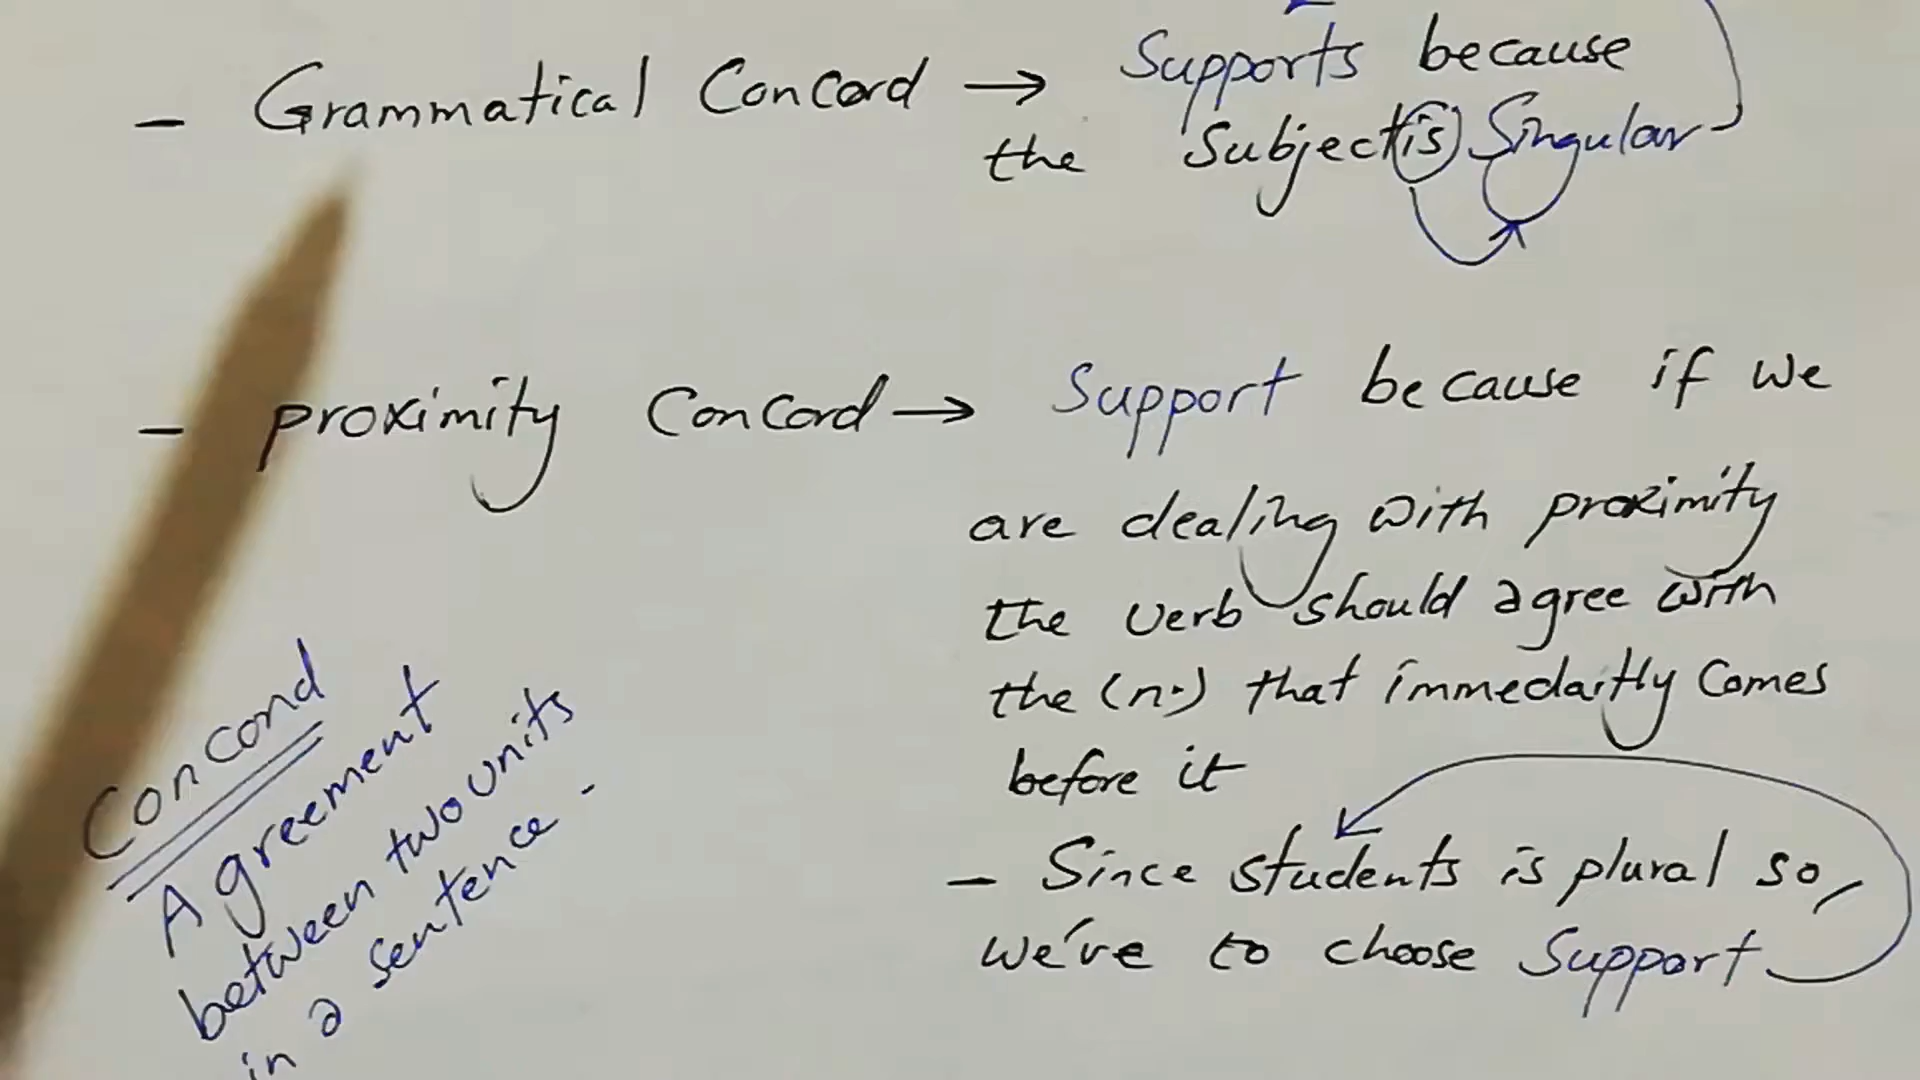 - Grammatical Concord → Supports because
the Subject is Singular
- proximity Concord → Support because if we
are dealing with proximity
the verb should agree with
the (n.) that immedaitly comes
before it
- Since students is plural so,
we've to choose Support
Concond
Agreement
between two units
in a sentence.